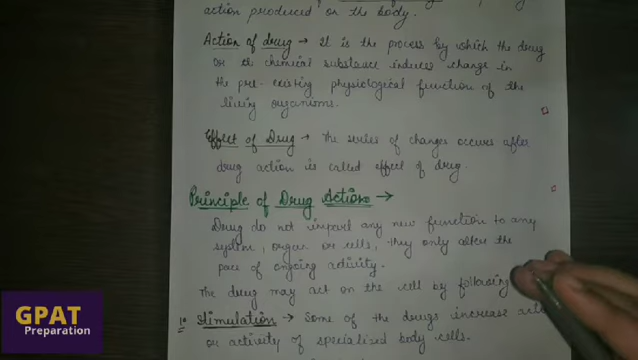 action produced on the body.
Action of drug → It is the process by which the drug
or the chemical substance induces change in
the pre-existing physiological function of the
living organisms.
Effect of Drug → The series of changes occurs after
drug action is called effect of drug.
Principle of Drug Action →
Drug do not impart any new function to any
system, organ or cells, they only alter the
pace of ongoing activity.
The drug may act on the cell by following
1. Stimulation → Some of the drugs increase
or activity of specialized body cells.
GPAT
Preparation